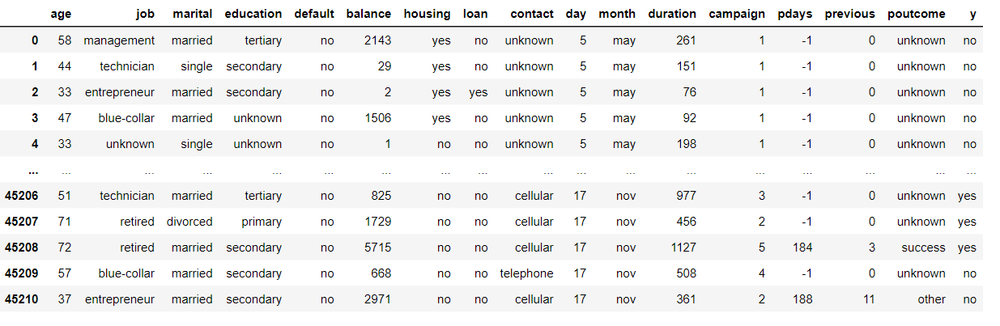 age job marital education default balance housing loan contact day month duration campaign pdays previous poutcome y
0 58 management married tertiary no 2143 yes no unknown 5 may 261 1 -1 0 unknown no
1 44 technician single secondary no 29 yes no unknown 5 may 151 1 -1 0 unknown no
2 33 entrepreneur married secondary no 2 yes yes unknown 5 may 76 1 -1 0 unknown no
3 47 blue-collar married unknown no 1506 yes no unknown 5 may 92 1 -1 0 unknown no
4 33 unknown single unknown no 1 no no unknown 5 may 198 1 -1 0 unknown no
... ... ... ... ... ... ... ... ... ... ... ... ... ... ... ... ... ...
45206 51 technician married tertiary no 825 no no cellular 17 nov 977 3 -1 0 unknown yes
45207 71 retired divorced primary no 1729 no no cellular 17 nov 456 2 -1 0 unknown yes
45208 72 retired married secondary no 5715 no no cellular 17 nov 1127 5 184 3 success yes
45209 57 blue-collar married secondary no 668 no no telephone 17 nov 508 4 -1 0 unknown no
45210 37 entrepreneur married secondary no 2971 no no cellular 17 nov 361 2 188 11 other no